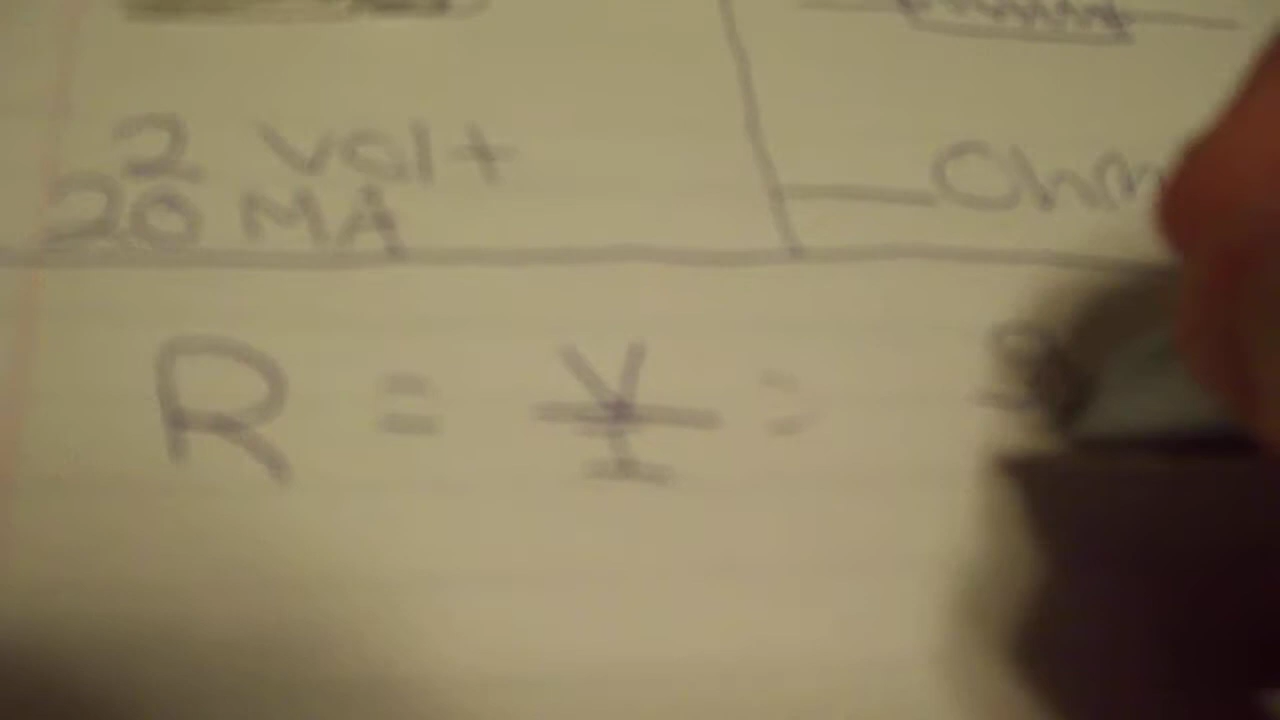 2 Volt
20 MA
Ohm
R = V/I =